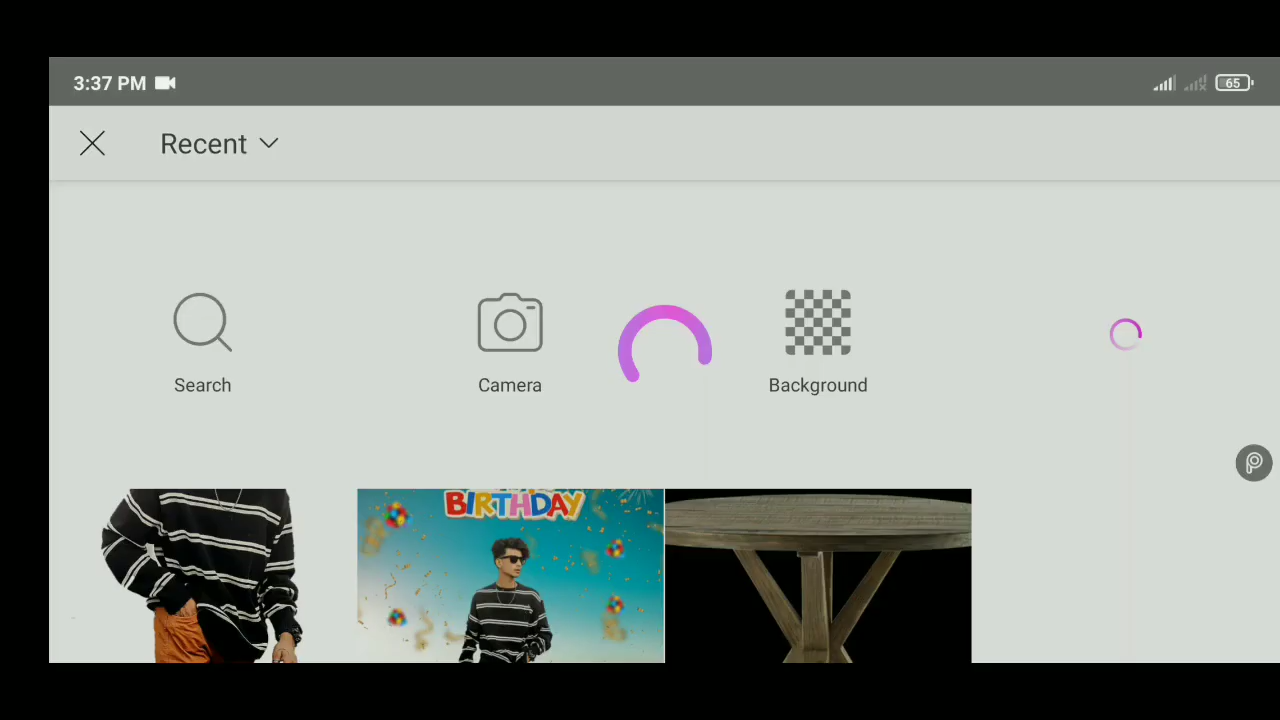 3:37 PM
65
Recent
Search
Camera
Background
BIRTHDAY